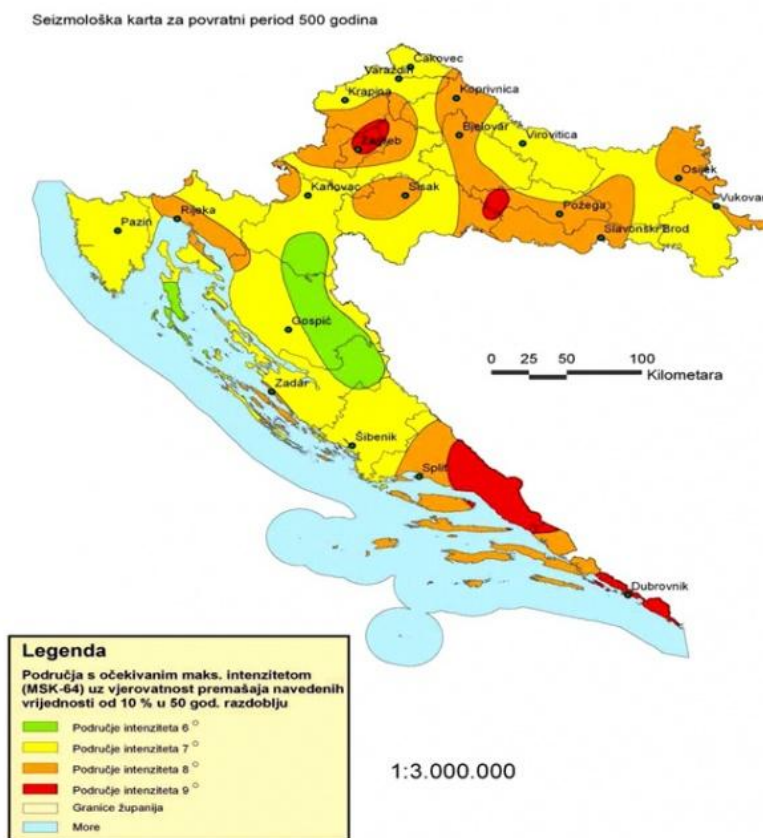 Seizmološka karta za povratni period 500 godina
Čakovec
Varaždin
Krapina
Koprivnica
Bjelovar
Virovitica
Zagreb
Osijek
Karlovac
Sisak
Vukovar
Požega
Rijeka
Pazin
Slavonski Brod
Gospić
0 25 50 100
Kilometara
Zadar
Šibenik
Split
Dubrovnik
Legenda
Područja s očekivanim maks. intenzitetom
(MSK-64) uz vjerovatnost premašaja navedenih
vrijednosti od 10 % u 50 god. razdoblju
Područje intenziteta 6 °
Područje intenziteta 7 °
Područje intenziteta 8 °
Područje intenziteta 9 °
Granice županija
More
1:3.000.000